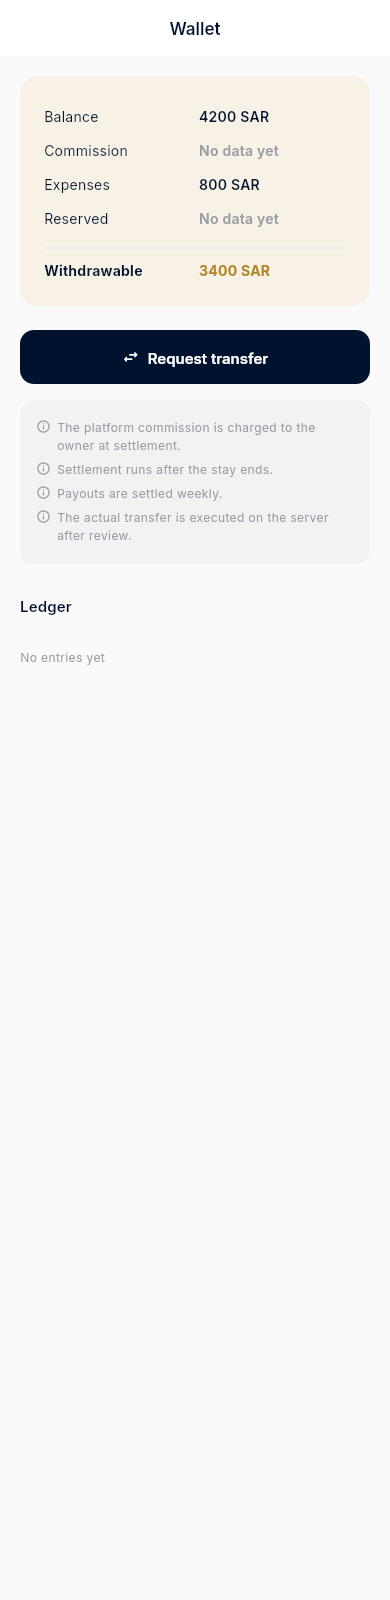 Wallet
Balance 4200 SAR
Commission No data yet
Expenses 800 SAR
Reserved No data yet
Withdrawable 3400 SAR
Request transfer
The platform commission is charged to the
owner at settlement.
Settlement runs after the stay ends.
Payouts are settled weekly.
The actual transfer is executed on the server
after review.
Ledger
No entries yet